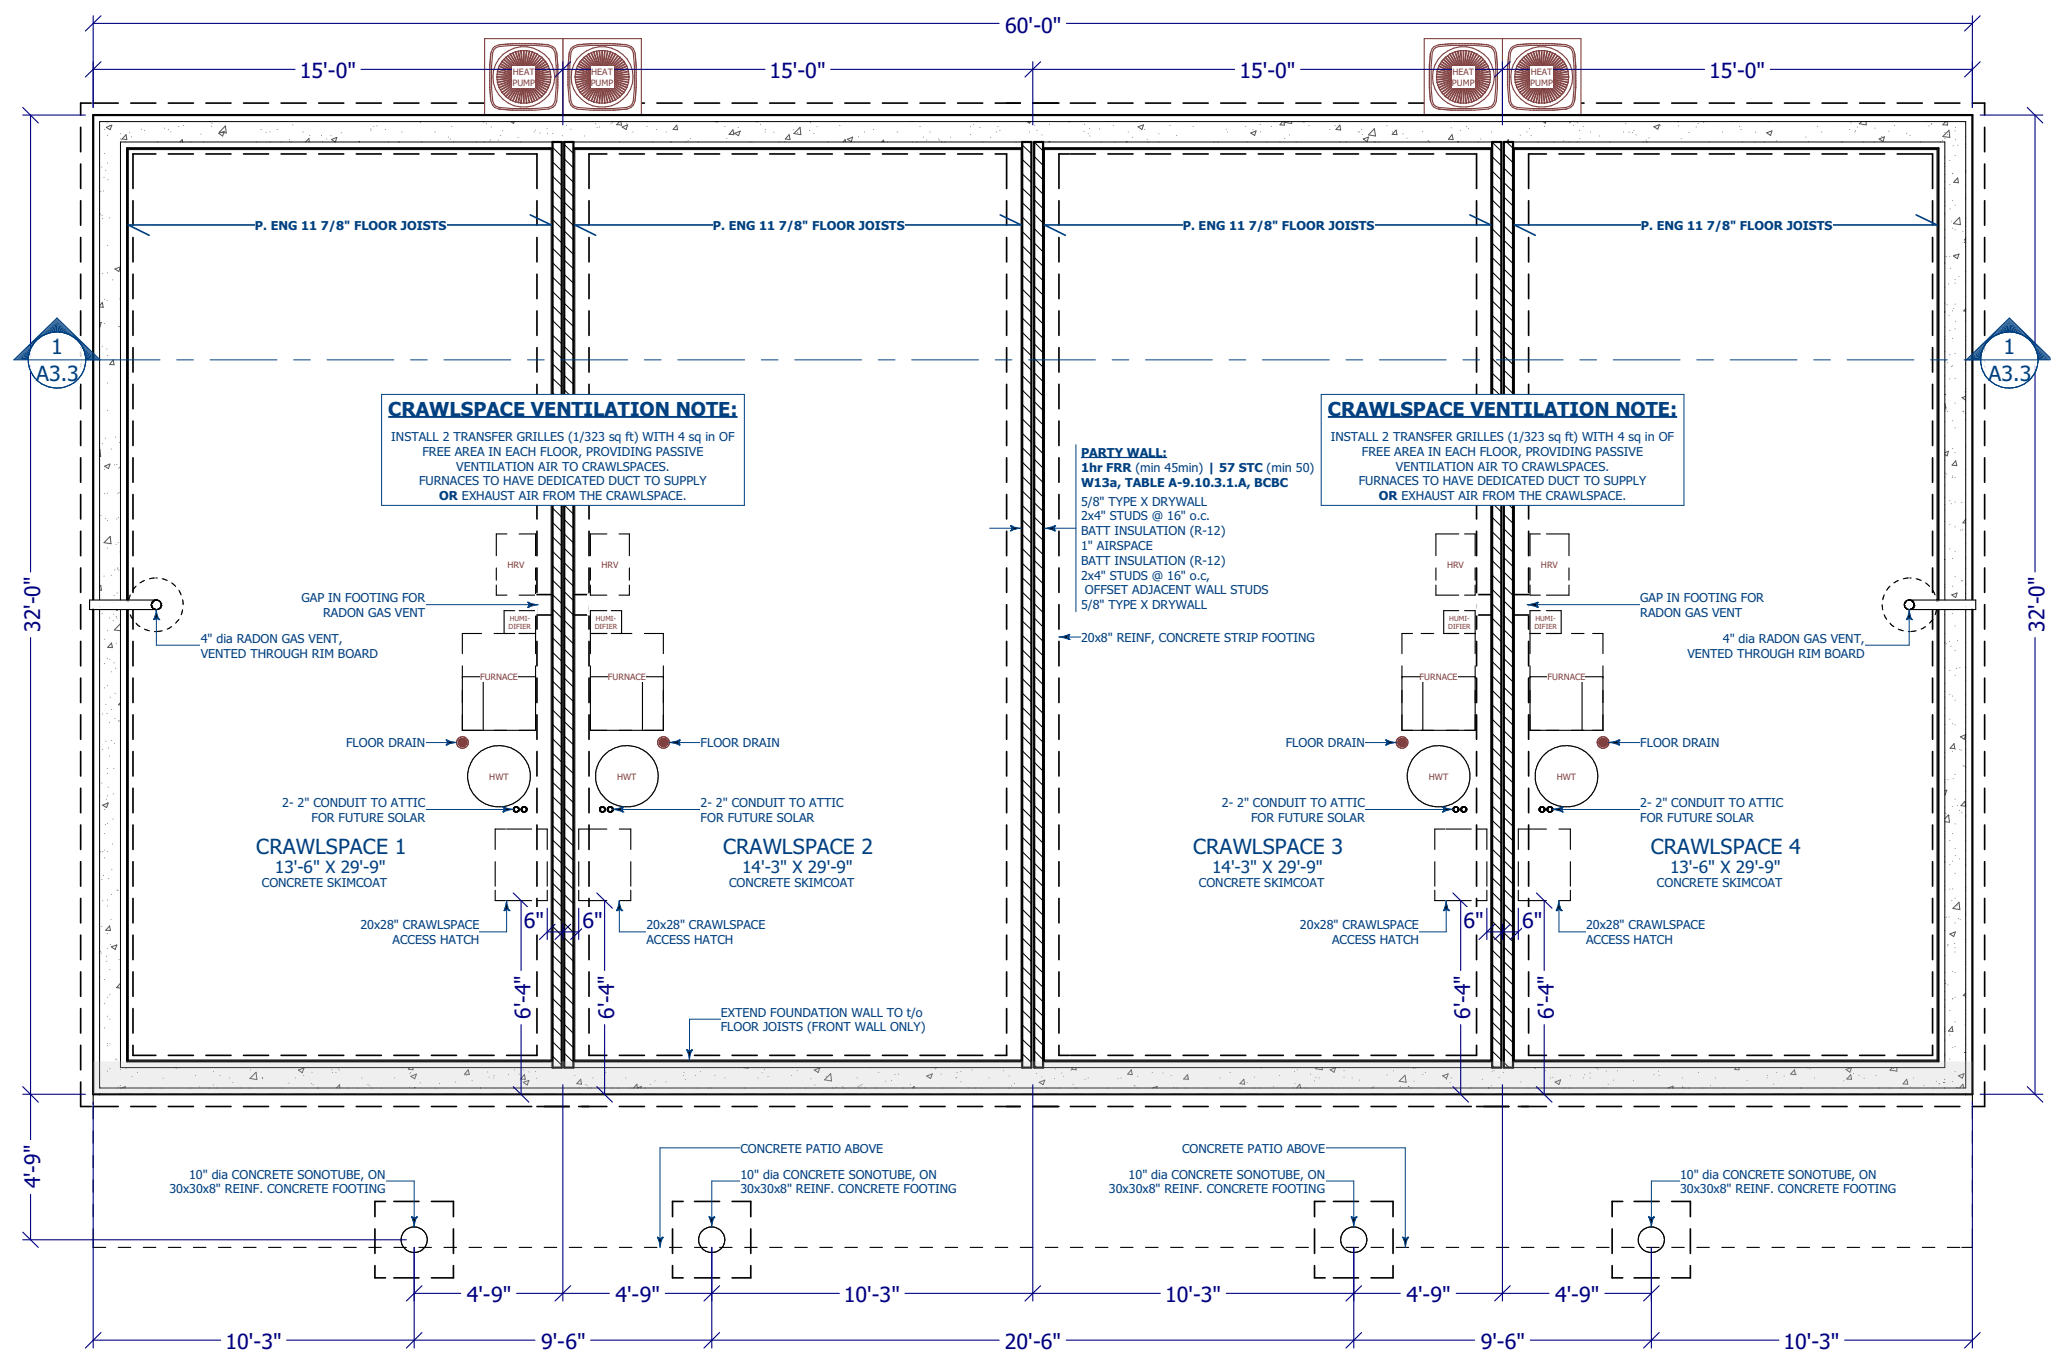 60'-0"
15'-0" 15'-0" 15'-0" 15'-0"
HEAT
PUMP
HEAT
PUMP
HEAT
PUMP
HEAT
PUMP
P. ENG 11 7/8" FLOOR JOISTS
P. ENG 11 7/8" FLOOR JOISTS
P. ENG 11 7/8" FLOOR JOISTS
P. ENG 11 7/8" FLOOR JOISTS
1
A3.3
1
A3.3
CRAWLSPACE VENTILATION NOTE:
INSTALL 2 TRANSFER GRILLES (1/323 sq ft) WITH 4 sq in OF
FREE AREA IN EACH FLOOR, PROVIDING PASSIVE
VENTILATION AIR TO CRAWLSPACES.
FURNACES TO HAVE DEDICATED DUCT TO SUPPLY
OR EXHAUST AIR FROM THE CRAWLSPACE.
PARTY WALL:
1hr FRR (min 45min) | 57 STC (min 50)
W13a, TABLE A-9.10.3.1.A, BCBC
5/8" TYPE X DRYWALL
2x4" STUDS @ 16" o.c.
BATT INSULATION (R-12)
1" AIRSPACE
BATT INSULATION (R-12)
2x4" STUDS @ 16" o.c,
OFFSET ADJACENT WALL STUDS
5/8" TYPE X DRYWALL
20x8" REINF, CONCRETE STRIP FOOTING
CRAWLSPACE VENTILATION NOTE:
INSTALL 2 TRANSFER GRILLES (1/323 sq ft) WITH 4 sq in OF
FREE AREA IN EACH FLOOR, PROVIDING PASSIVE
VENTILATION AIR TO CRAWLSPACES.
FURNACES TO HAVE DEDICATED DUCT TO SUPPLY
OR EXHAUST AIR FROM THE CRAWLSPACE.
32'-0"
32'-0"
HRV
HRV
HRV
HRV
GAP IN FOOTING FOR
RADON GAS VENT
GAP IN FOOTING FOR
RADON GAS VENT
HUMI-
DIFIER
HUMI-
DIFIER
HUMI-
DIFIER
HUMI-
DIFIER
4" dia RADON GAS VENT,
VENTED THROUGH RIM BOARD
4" dia RADON GAS VENT,
VENTED THROUGH RIM BOARD
FURNACE
FURNACE
FURNACE
FURNACE
FLOOR DRAIN
FLOOR DRAIN
FLOOR DRAIN
FLOOR DRAIN
HWT
HWT
HWT
HWT
2- 2" CONDUIT TO ATTIC
FOR FUTURE SOLAR
2- 2" CONDUIT TO ATTIC
FOR FUTURE SOLAR
2- 2" CONDUIT TO ATTIC
FOR FUTURE SOLAR
2- 2" CONDUIT TO ATTIC
FOR FUTURE SOLAR
CRAWLSPACE 1
13'-6" X 29'-9"
CONCRETE SKIMCOAT
CRAWLSPACE 2
14'-3" X 29'-9"
CONCRETE SKIMCOAT
CRAWLSPACE 3
14'-3" X 29'-9"
CONCRETE SKIMCOAT
CRAWLSPACE 4
13'-6" X 29'-9"
CONCRETE SKIMCOAT
20x28" CRAWLSPACE
ACCESS HATCH
6" 6"
20x28" CRAWLSPACE
ACCESS HATCH
20x28" CRAWLSPACE
ACCESS HATCH
6" 6"
20x28" CRAWLSPACE
ACCESS HATCH
6'-4"
6'-4"
6'-4"
6'-4"
EXTEND FOUNDATION WALL TO t/o
FLOOR JOISTS (FRONT WALL ONLY)
4'-9"
CONCRETE PATIO ABOVE
CONCRETE PATIO ABOVE
10" dia CONCRETE SONOTUBE, ON
30x30x8" REINF. CONCRETE FOOTING
10" dia CONCRETE SONOTUBE, ON
30x30x8" REINF. CONCRETE FOOTING
10" dia CONCRETE SONOTUBE, ON
30x30x8" REINF. CONCRETE FOOTING
10" dia CONCRETE SONOTUBE, ON
30x30x8" REINF. CONCRETE FOOTING
4'-9" 4'-9" 10'-3" 10'-3" 4'-9" 4'-9"
10'-3" 9'-6" 20'-6" 9'-6" 10'-3"